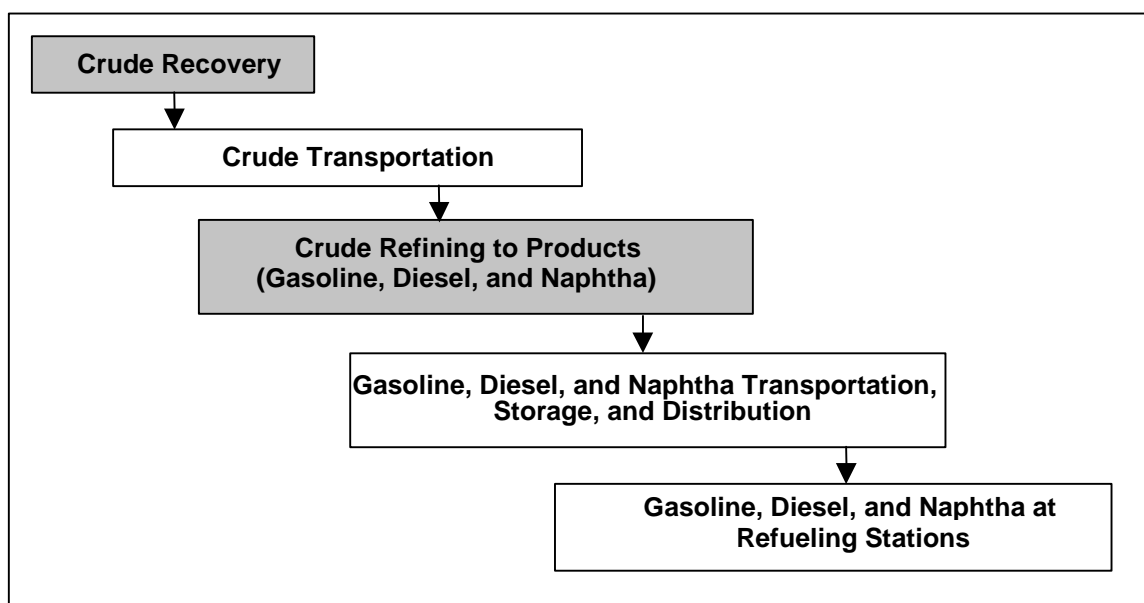 Crude Recovery
Crude Transportation
Crude Refining to Products
(Gasoline, Diesel, and Naphtha)
Gasoline, Diesel, and Naphtha Transportation,
Storage, and Distribution
Gasoline, Diesel, and Naphtha at
Refueling Stations